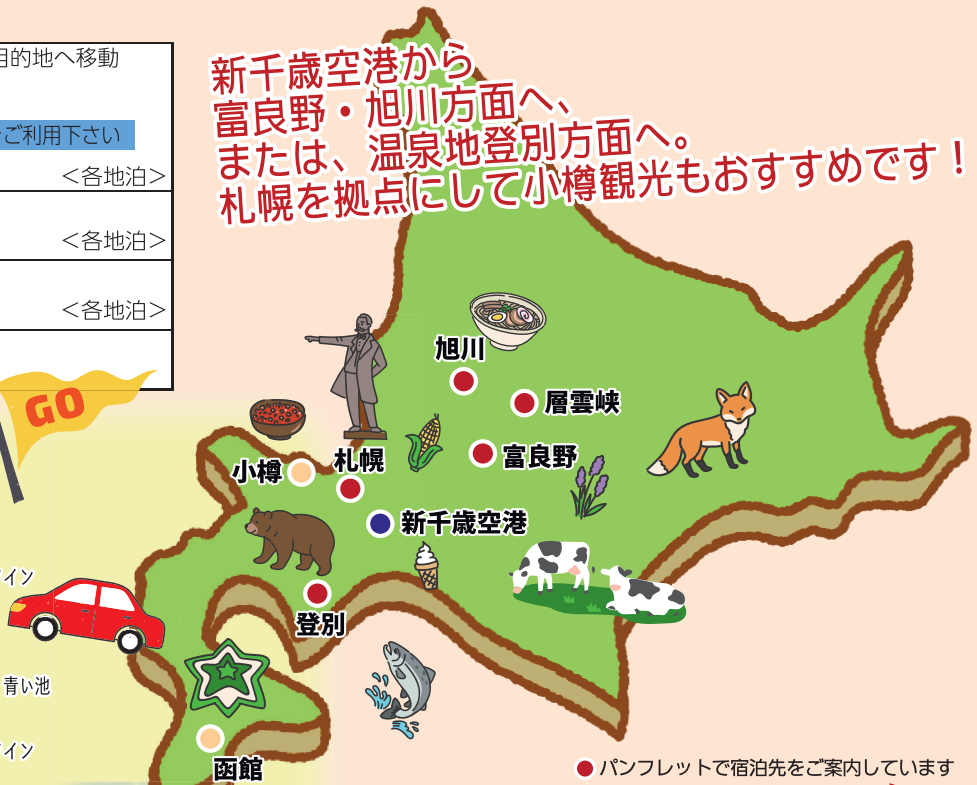 目的地へ移動
ご利用下さい
＜各地泊＞
＜各地泊＞
＜各地泊＞
新千歳空港から
富良野・旭川方面へ、
または、温泉地登別方面へ。
札幌を拠点にして小樽観光もおすすめです！
GO
旭川
層雲峡
富良野
小樽
札幌
新千歳空港
登別
函館
イン
青い池
イン
パンフレットで宿泊先をご案内しています